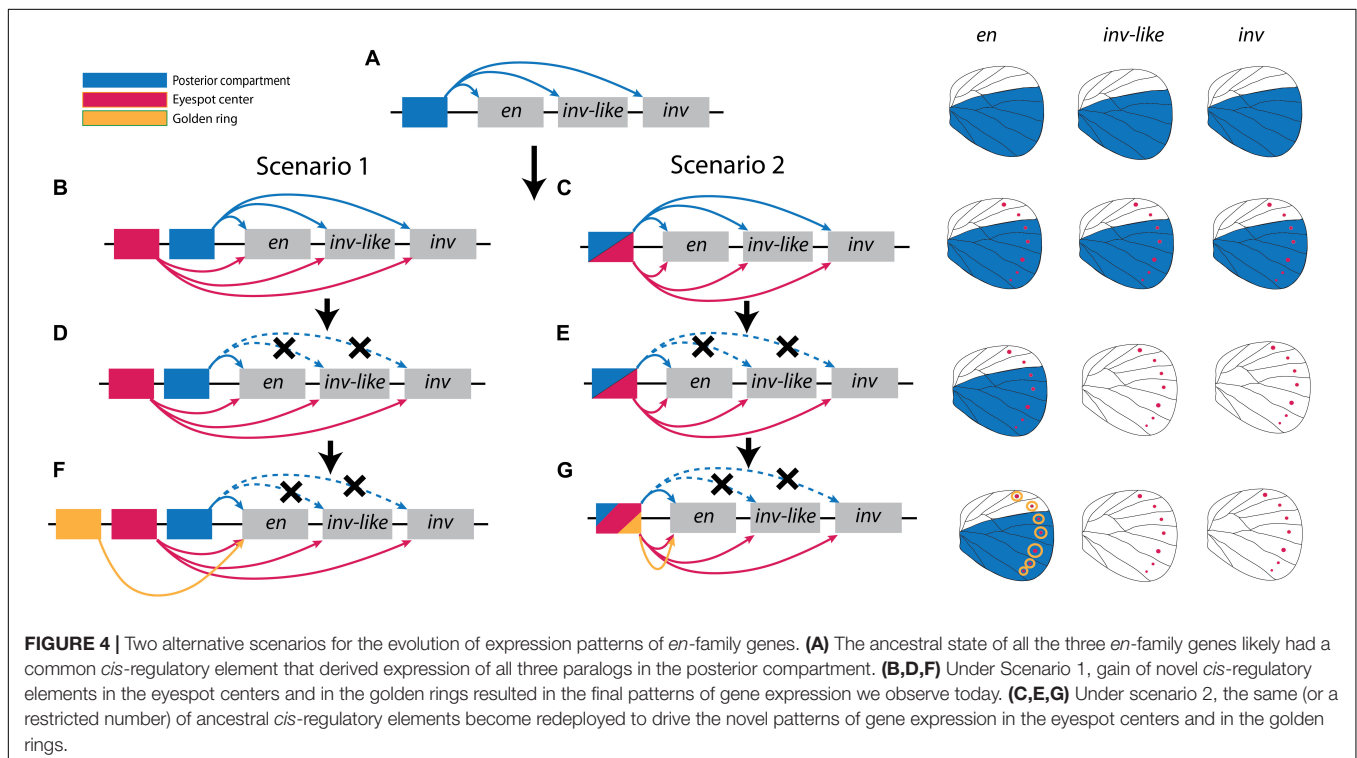 en inv-like inv
A
Posterior compartment
Eyespot center
Golden ring
en inv-like inv
Scenario 1 Scenario 2
B
en inv-like inv
C
en inv-like inv
D
en inv-like inv
E
en inv-like inv
F
en inv-like inv
G
en inv-like inv
FIGURE 4 | Two alternative scenarios for the evolution of expression patterns of en-family genes. (A) The ancestral state of all the three en-family genes likely had a
common cis-regulatory element that derived expression of all three paralogs in the posterior compartment. (B,D,F) Under Scenario 1, gain of novel cis-regulatory
elements in the eyespot centers and in the golden rings resulted in the final patterns of gene expression we observe today. (C,E,G) Under scenario 2, the same (or a
restricted number) of ancestral cis-regulatory elements become redeployed to drive the novel patterns of gene expression in the eyespot centers and in the golden
rings.